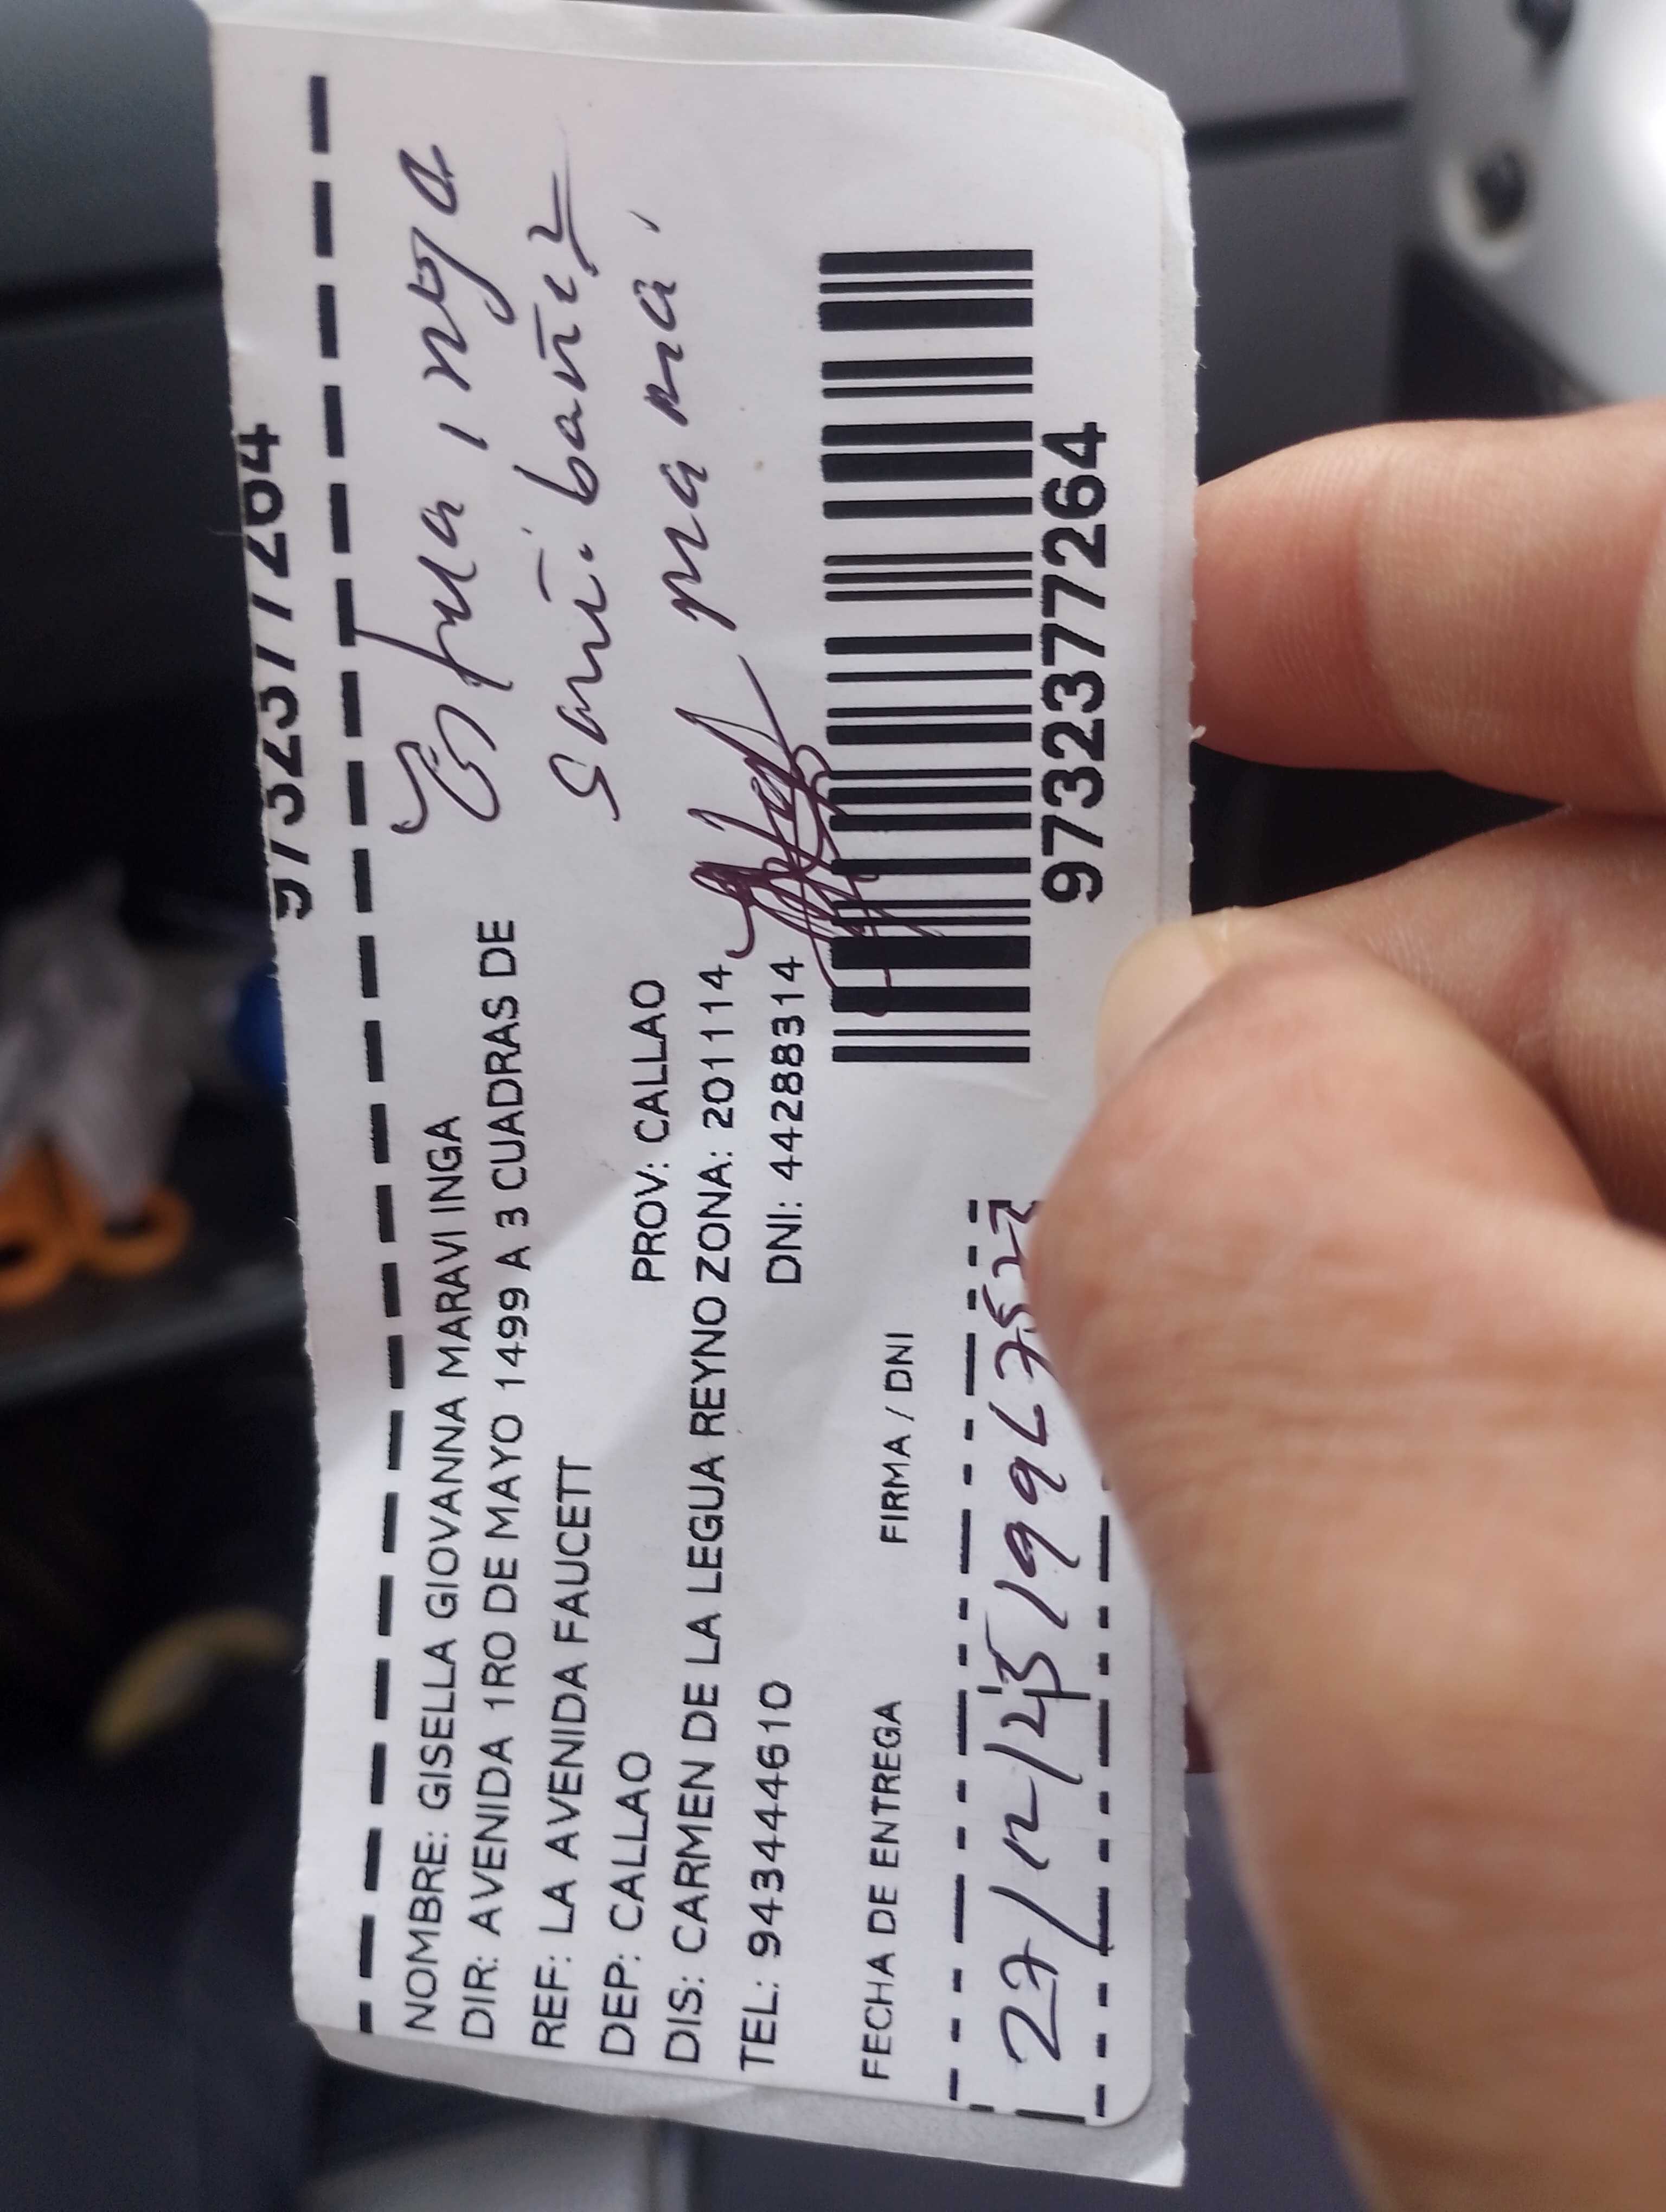 NOMBRE: GISELLA GIOVANNA MARAVI INGA
DIR: AVENIDA 1RO DE MAYO 1499 A 3 CUADRAS DE
REF: LA AVENIDA FAUCETT
DEP: CALLAO PROV: CALLAO
DIS: CARMEN DE LA LEGUA REYNO ZONA: 201114
TEL: 943444610 DNI: 44288314
inga
mama
FECHA DE ENTREGA FIRMA / DNI
27/12/
9732377264